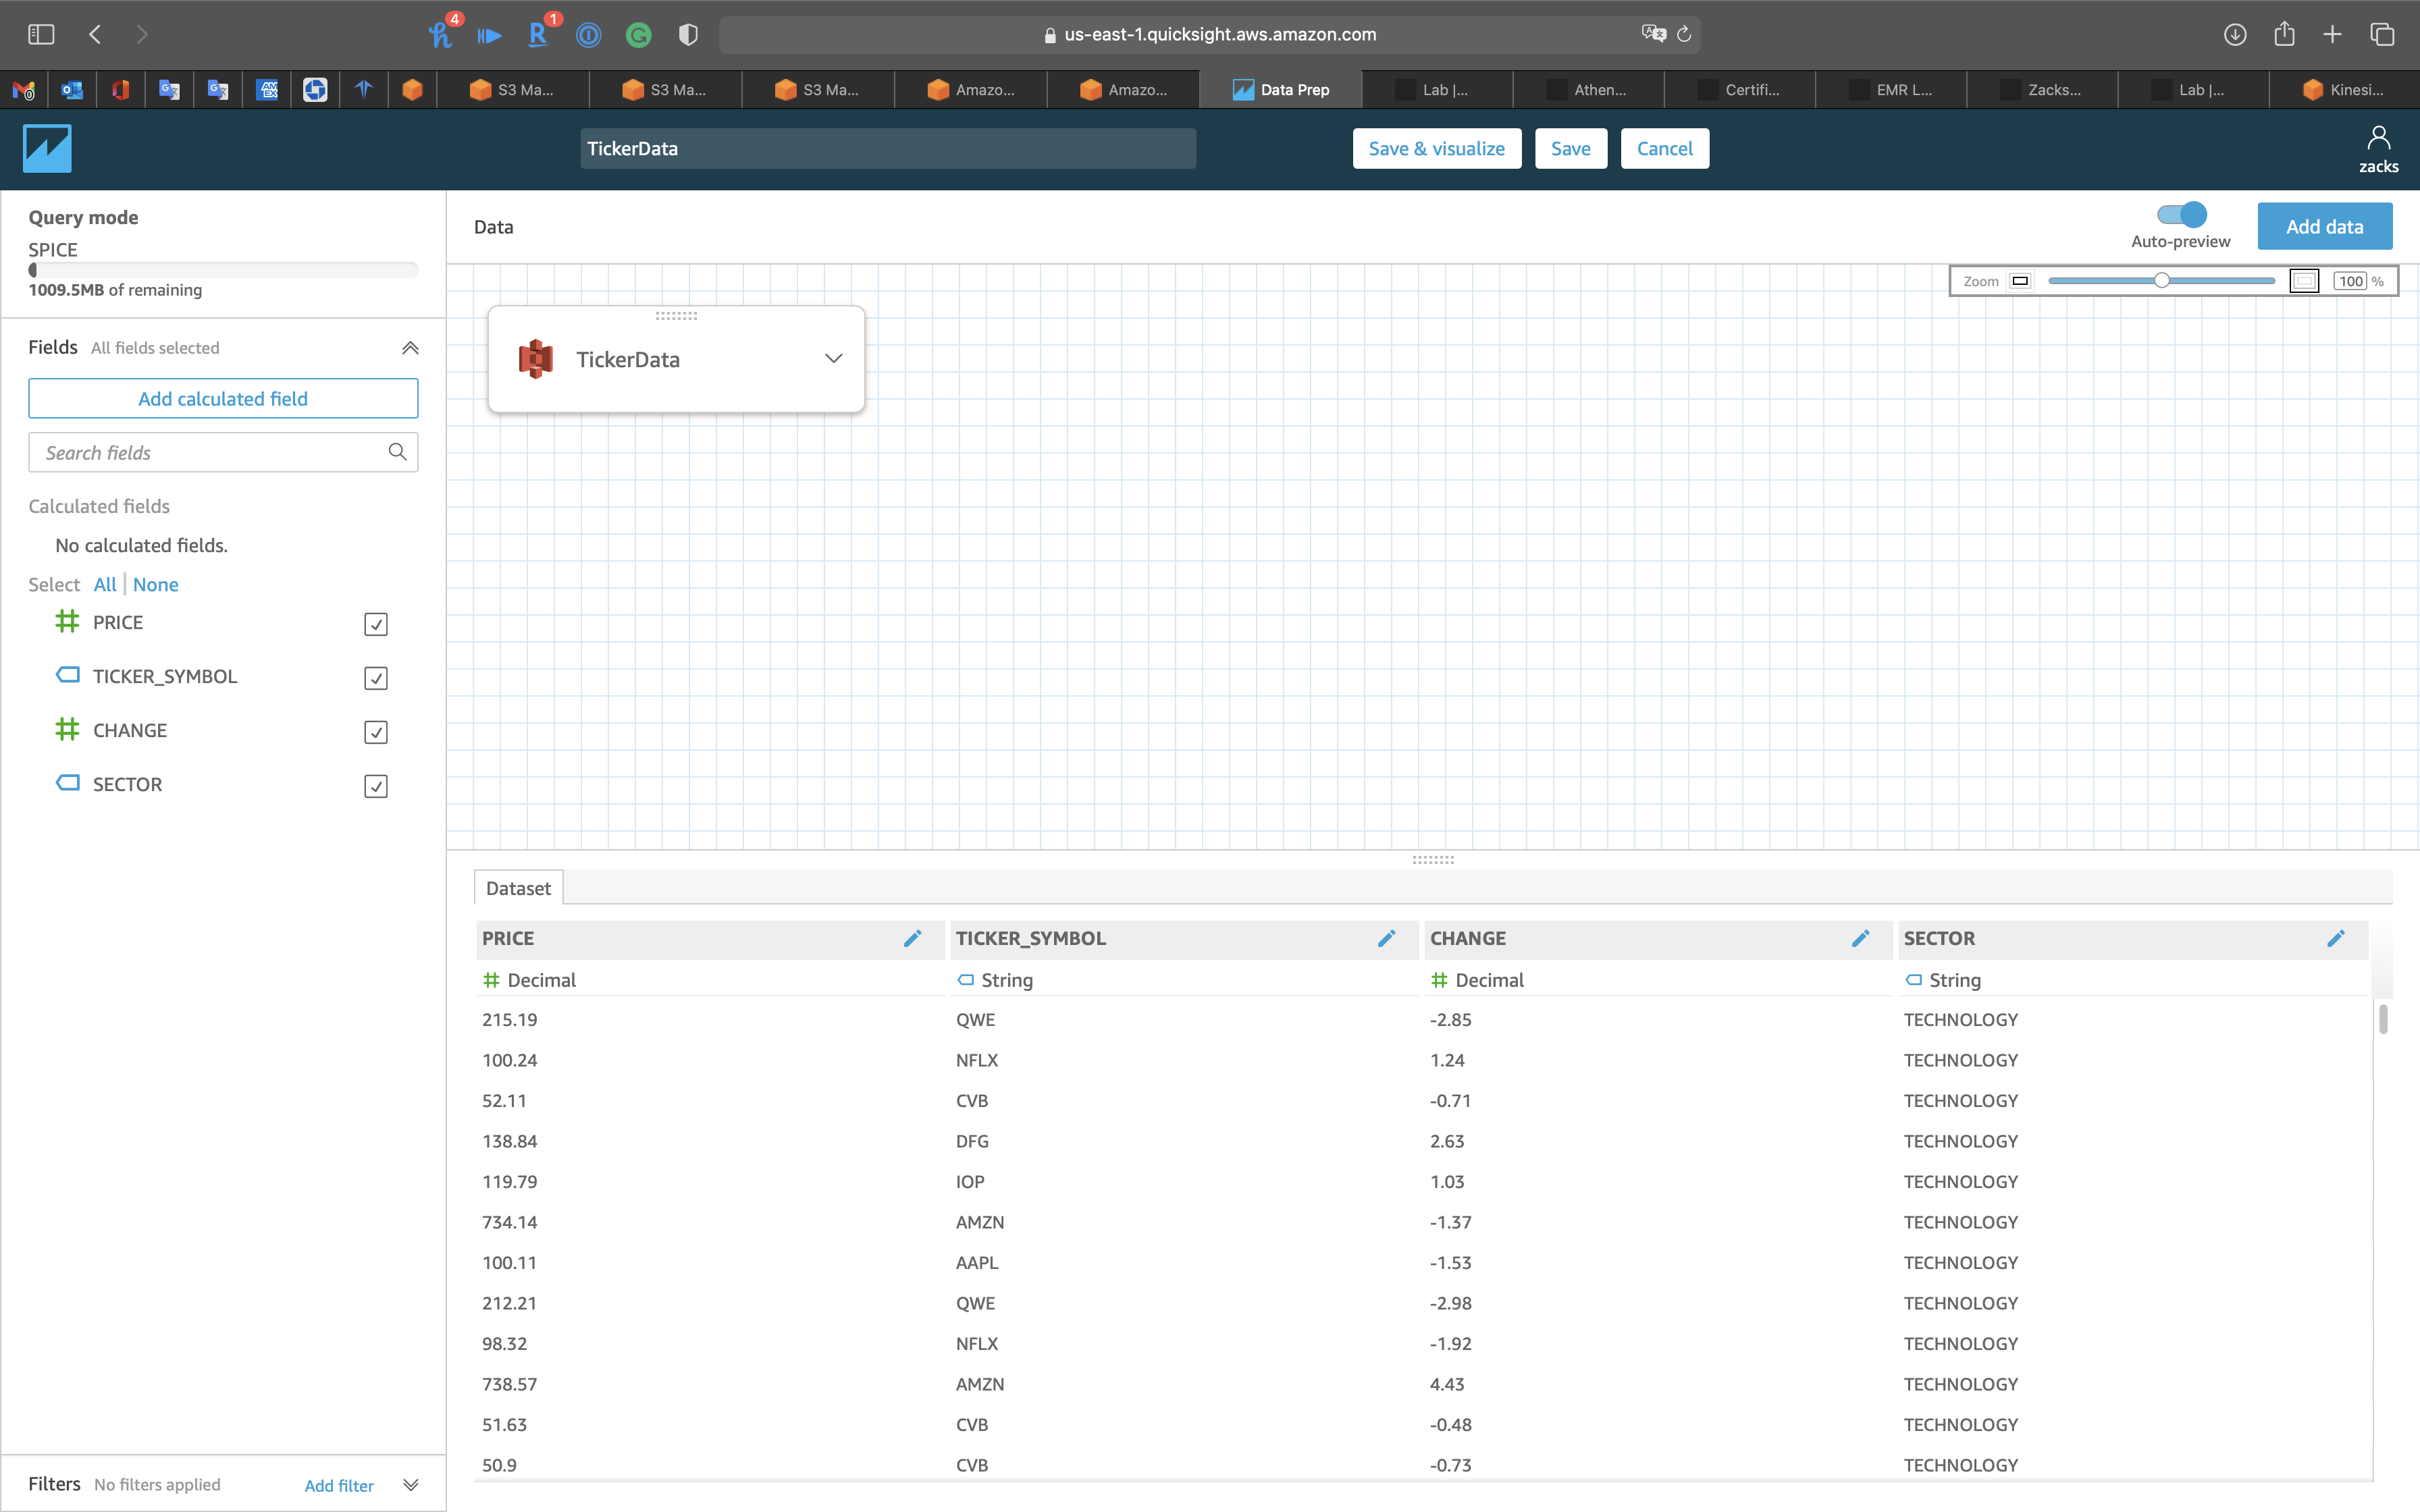 4
1
us-east-1.quicksight.aws.amazon.com
S3 Ma...
S3 Ma...
S3 Ma...
Amazo...
Amazo...
Data Prep
Lab |...
Athen...
Certifi...
EMR L...
Zacks...
Lab |...
Kinesi...
TickerData
Save & visualize
Save
Cancel
zacks
Query mode
SPICE
1009.5MB of remaining
Fields All fields selected
Add calculated field
Search fields
Calculated fields
No calculated fields.
Select All | None
PRICE
TICKER_SYMBOL
CHANGE
SECTOR
Filters No filters applied Add filter
Data
Auto-preview
Add data
Zoom 100 %
TickerData
Dataset
PRICE TICKER_SYMBOL CHANGE SECTOR
Decimal String Decimal String
215.19 QWE -2.85 TECHNOLOGY
100.24 NFLX 1.24 TECHNOLOGY
52.11 CVB -0.71 TECHNOLOGY
138.84 DFG 2.63 TECHNOLOGY
119.79 IOP 1.03 TECHNOLOGY
734.14 AMZN -1.37 TECHNOLOGY
100.11 AAPL -1.53 TECHNOLOGY
212.21 QWE -2.98 TECHNOLOGY
98.32 NFLX -1.92 TECHNOLOGY
738.57 AMZN 4.43 TECHNOLOGY
51.63 CVB -0.48 TECHNOLOGY
50.9 CVB -0.73 TECHNOLOGY